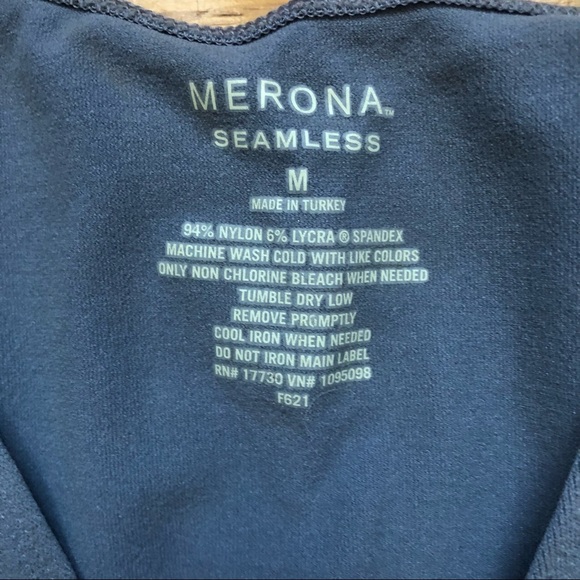 MERONA™
SEAMLESS
M
MADE IN TURKEY
94% NYLON 6% LYCRA ® SPANDEX
MACHINE WASH COLD WITH LIKE COLORS
ONLY NON CHLORINE BLEACH WHEN NEEDED
TUMBLE DRY LOW
REMOVE PROMPTLY
COOL IRON WHEN NEEDED
DO NOT IRON MAIN LABEL
RN# 17730 VN# 1095098
F621